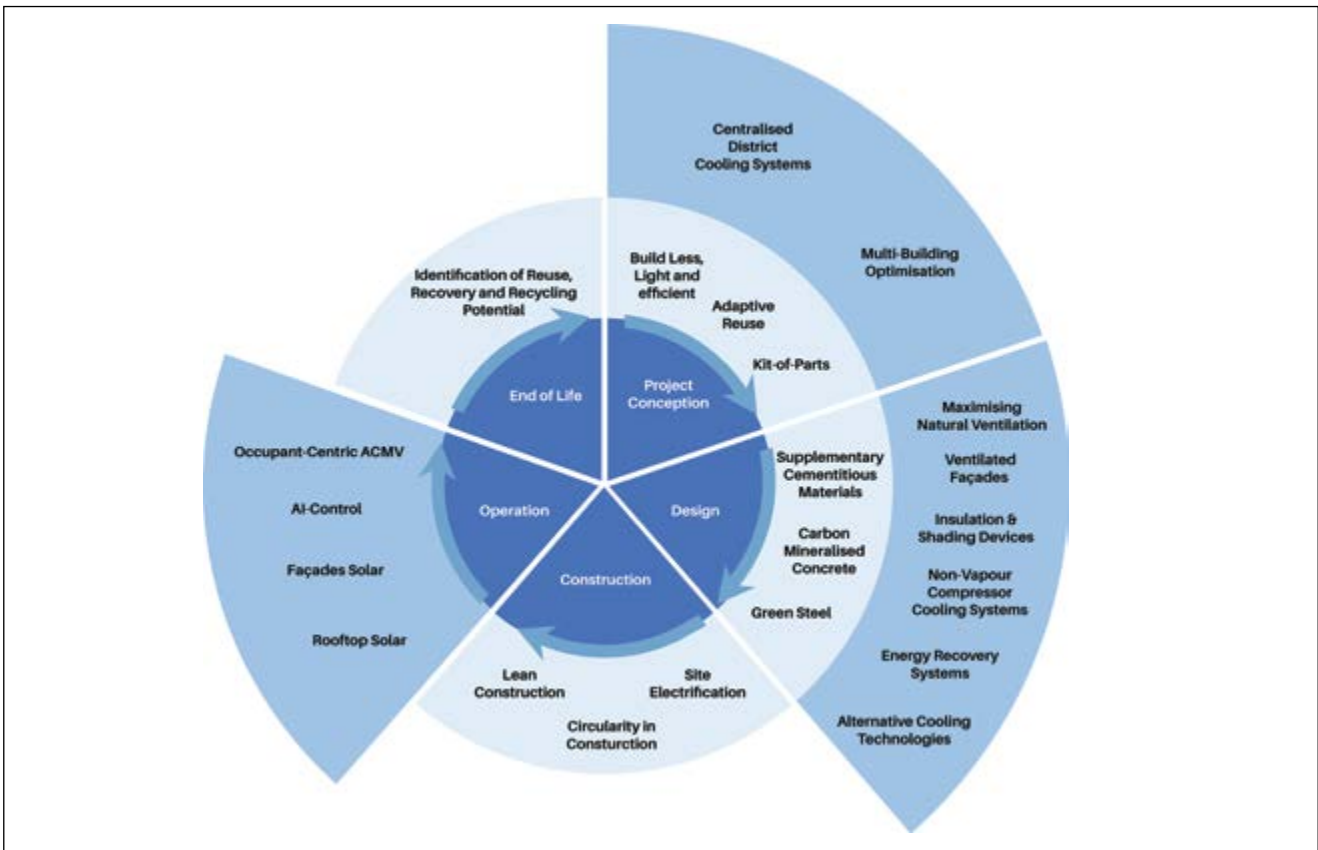 Centralised
District
Cooling Systems
Multi-Building
Optimisation
Build Less,
Light and
efficient
Adaptive
Reuse
Kit-of-Parts
Project
Conception
Maximising
Natural Ventilation
Ventilated
Façades
Insulation &
Shading Devices
Non-Vapour
Compressor
Cooling Systems
Energy Recovery
Systems
Alternative Cooling
Technologies
Supplementary
Cementitious
Materials
Carbon
Mineralised
Concrete
Green Steel
Design
Construction
Site
Electrification
Lean
Construction
Circularity in
Consturction
Operation
Occupant-Centric ACMV
AI-Control
Façades Solar
Rooftop Solar
End of Life
Identification of Reuse,
Recovery and Recycling
Potential